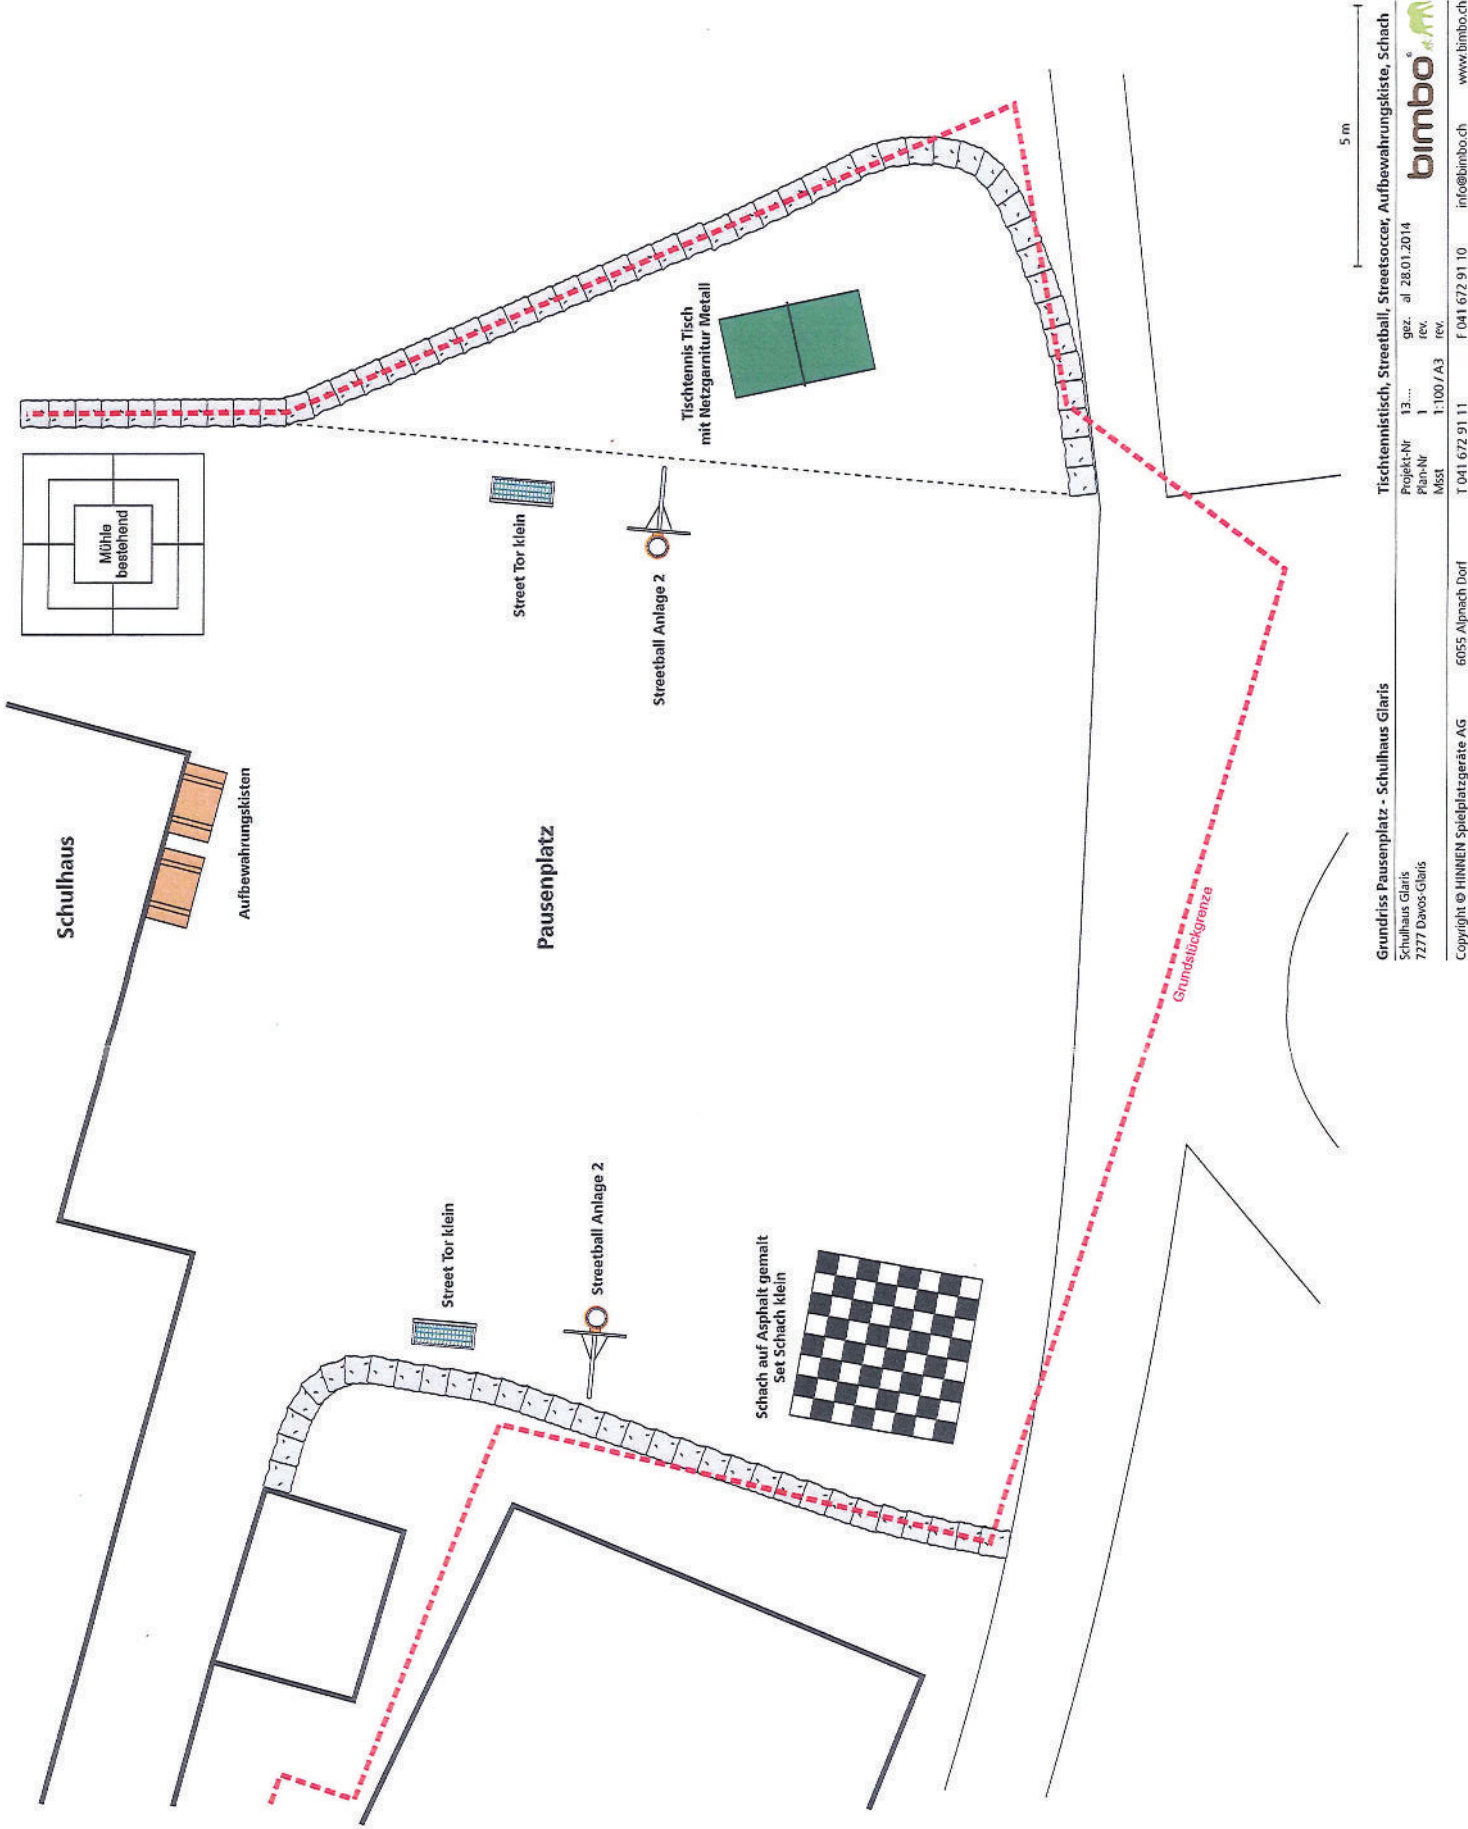 Schulhaus
Aufbewahrungskisten
Mühle
bestehend
Pausenplatz
Street Tor klein
Streetball Anlage 2
Street Tor klein
Streetball Anlage 2
Tischtennis Tisch
mit Netzgarnitur Metall
Schach auf Asphalt gemalt
Set Schach klein
Grundstückgrenze
5 m
Grundriss Pausenplatz - Schulhaus Glaris
Tischtennistisch, Streetball, Streetsoccer, Aufbewahrungskiste, Schach
Schulhaus Glaris
7277 Davos-Glaris
Projekt-Nr 13.... gez. al 28.01.2014
Plan-Nr 1 rev.
Msst 1:100 / A3 rev.
bimbo®
Copyright © HINNEN Spielplatzgeräte AG 6055 Alpnach Dorf T 041 672 91 11 F 041 672 91 10 info@bimbo.ch www.bimbo.ch